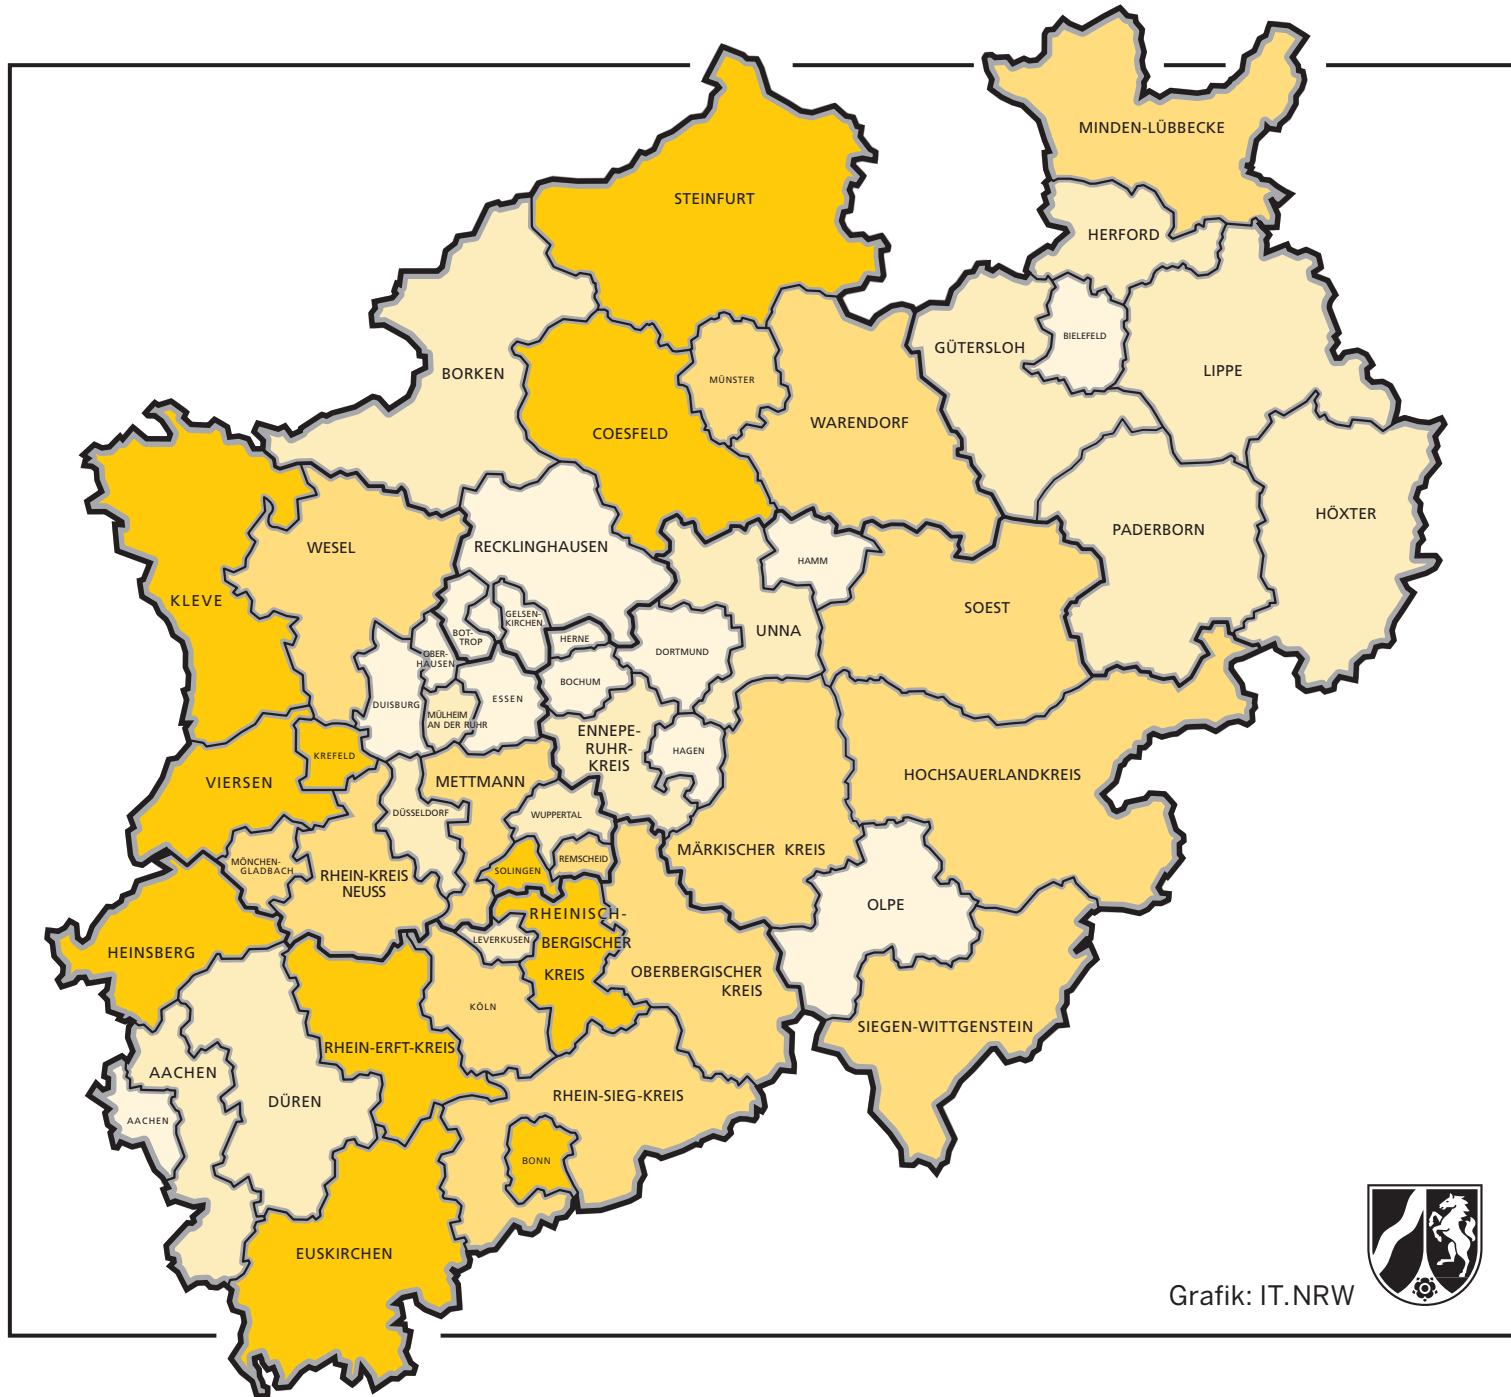 MINDEN-LÜBBECKE
STEINFURT
HERFORD
BIELEFELD
GÜTERSLOH
LIPPE
BORKEN
MÜNSTER
WARENDORF
COESFELD
HÖXTER
PADERBORN
WESEL
RECKLINGHAUSEN
HAMM
KLEVE
SOEST
GELSEN-
KIRCHEN
BOT-
TROP
HERNE
UNNA
OBER-
HAUSEN
DORTMUND
BOCHUM
ESSEN
DUISBURG
MÜLHEIM
AN DER RUHR
ENNEPE-
RUHR-
KREIS
HAGEN
KREFELD
VIERSEN
METTMANN
HOCHSAUERLANDKREIS
DÜSSELDORF
WUPPERTAL
MÄRKISCHER KREIS
MÖNCHEN-
GLADBACH
REMSCHEID
SOLINGEN
RHEIN-KREIS
NEUSS
OLPE
RHEINISCH-
BERGISCHER
KREIS
LEVERKUSEN
HEINSBERG
OBERBERGISCHER
KREIS
KÖLN
SIEGEN-WITTGENSTEIN
RHEIN-ERFT-KREIS
AACHEN
DÜREN
RHEIN-SIEG-KREIS
AACHEN
BONN
EUSKIRCHEN
Grafik: IT.NRW